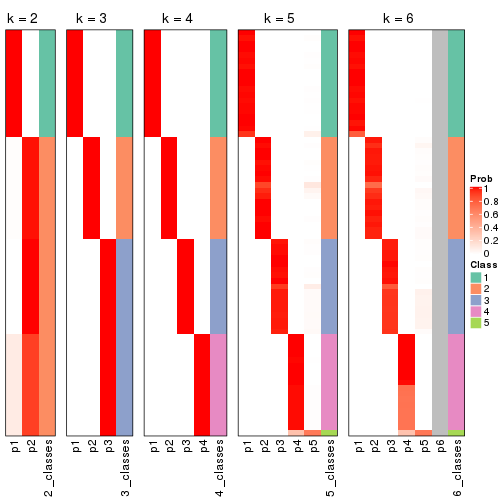 k = 2
k = 3
k = 4
k = 5
k = 6
Prob
1
0.8
0.6
0.4
0.2
0
Class
1
2
3
4
5
p1
p2
2_classes
p1
p2
p3
3_classes
p1
p2
p3
p4
4_classes
p1
p2
p3
p4
p5
5_classes
p1
p2
p3
p4
p5
p6
6_classes